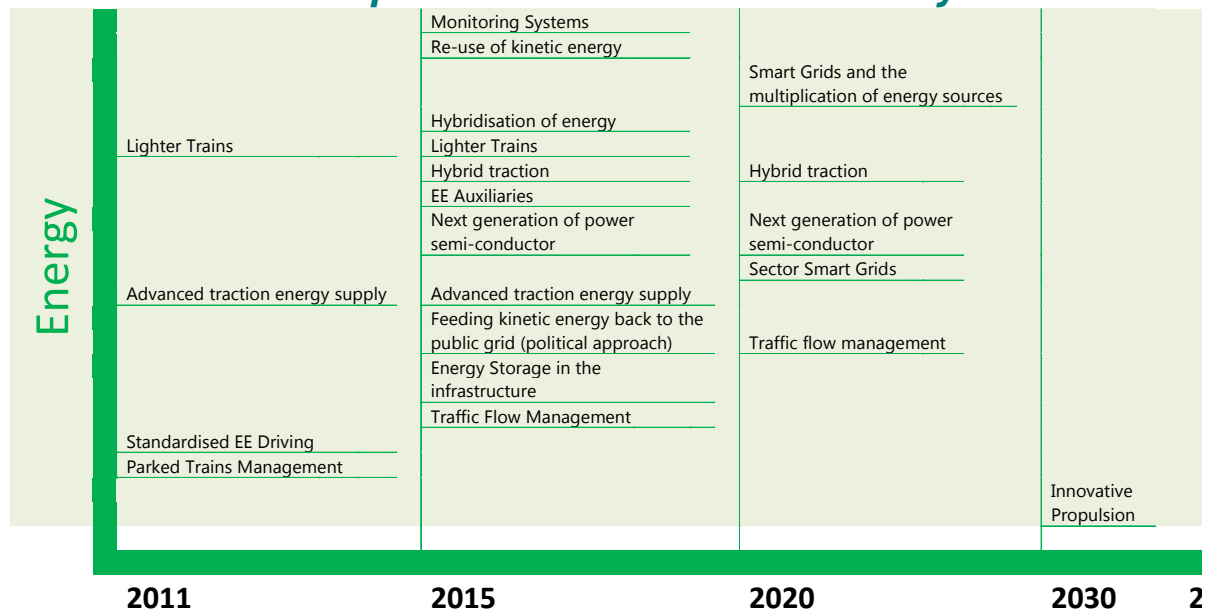 Monitoring Systems
Re-use of kinetic energy
Smart Grids and the
multiplication of energy sources
Hybridisation of energy
Lighter Trains
Lighter Trains
Hybrid traction
Hybrid traction
EE Auxiliaries
Next generation of power
semi-conductor
Next generation of power
semi-conductor
Sector Smart Grids
Advanced traction energy supply
Advanced traction energy supply
Feeding kinetic energy back to the
public grid (political approach)
Traffic flow management
Energy Storage in the
infrastructure
Traffic Flow Management
Standardised EE Driving
Parked Trains Management
Innovative
Propulsion
Energy
2011
2015
2020
2030
2